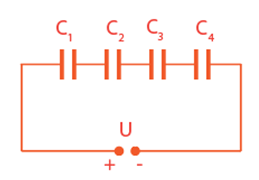 C₁ C₂ C₃ C₄
U
+ -